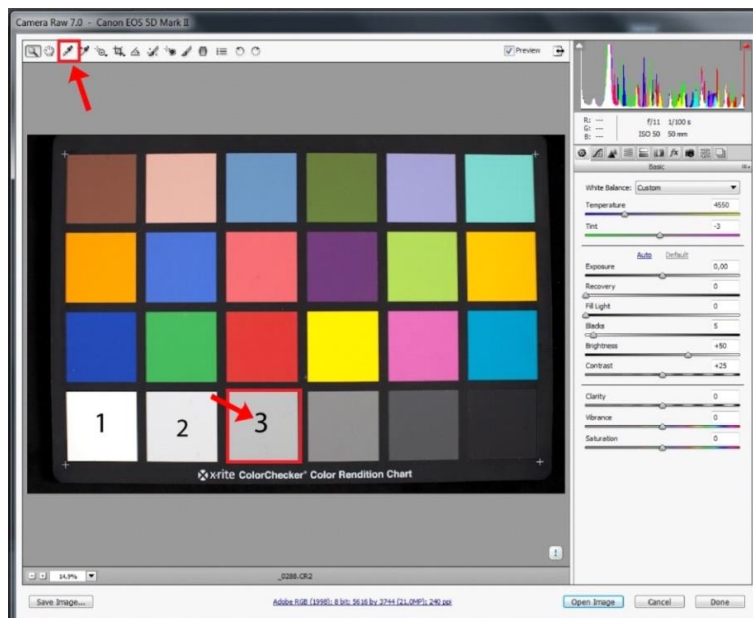 Camera Raw 7.0 - Canon EOS 5D Mark II
Preview
R: ---
G: ---
B: ---
f/11 1/100 s
ISO 50 50 mm
Basic
White Balance: Custom
Temperature 4550
Tint -3
Auto Default
Exposure 0,00
Recovery 0
Fill Light 0
Blacks 5
Brightness +50
Contrast +25
Clarity 0
Vibrance 0
Saturation 0
1 2 3
x-rite ColorChecker® Color Rendition Chart
14,9% _0288.CR2
Save Image... Adobe RGB (1998); 8 bit; 5616 by 3744 (21,0MP); 240 ppi Open Image Cancel Done